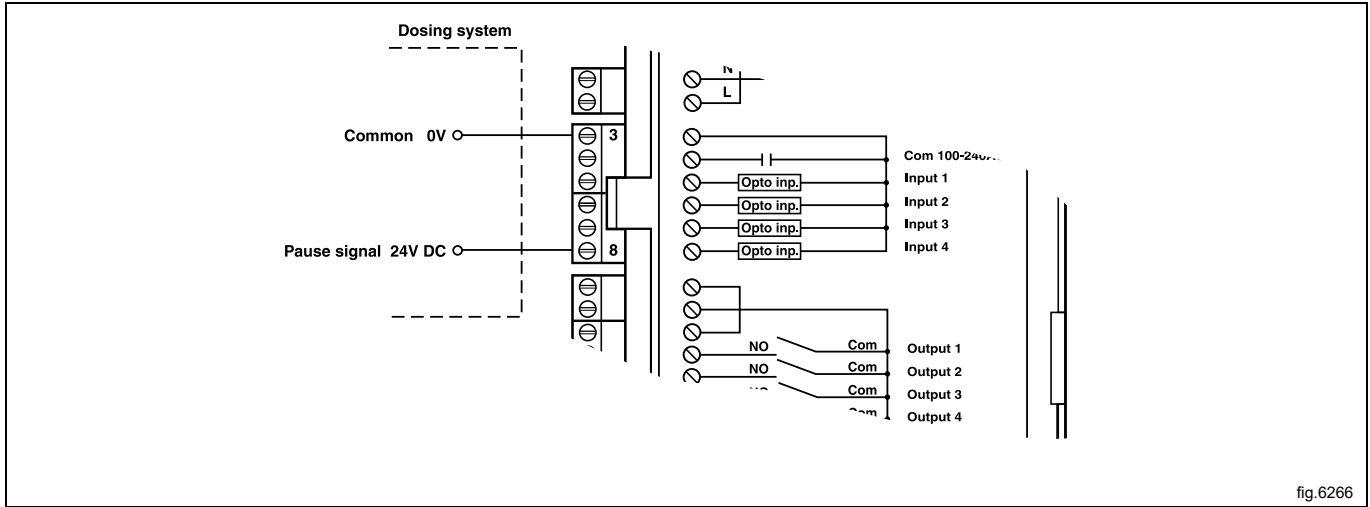 Dosing system
N
L
Common 0V
3
Com
Input 1
Opto inp.
Input 2
Opto inp.
Input 3
Opto inp.
Input 4
Opto inp.
Pause signal 24V DC
8
NO Com Output 1
NO Com Output 2
Com Output 3
Com Output 4
fig.6266